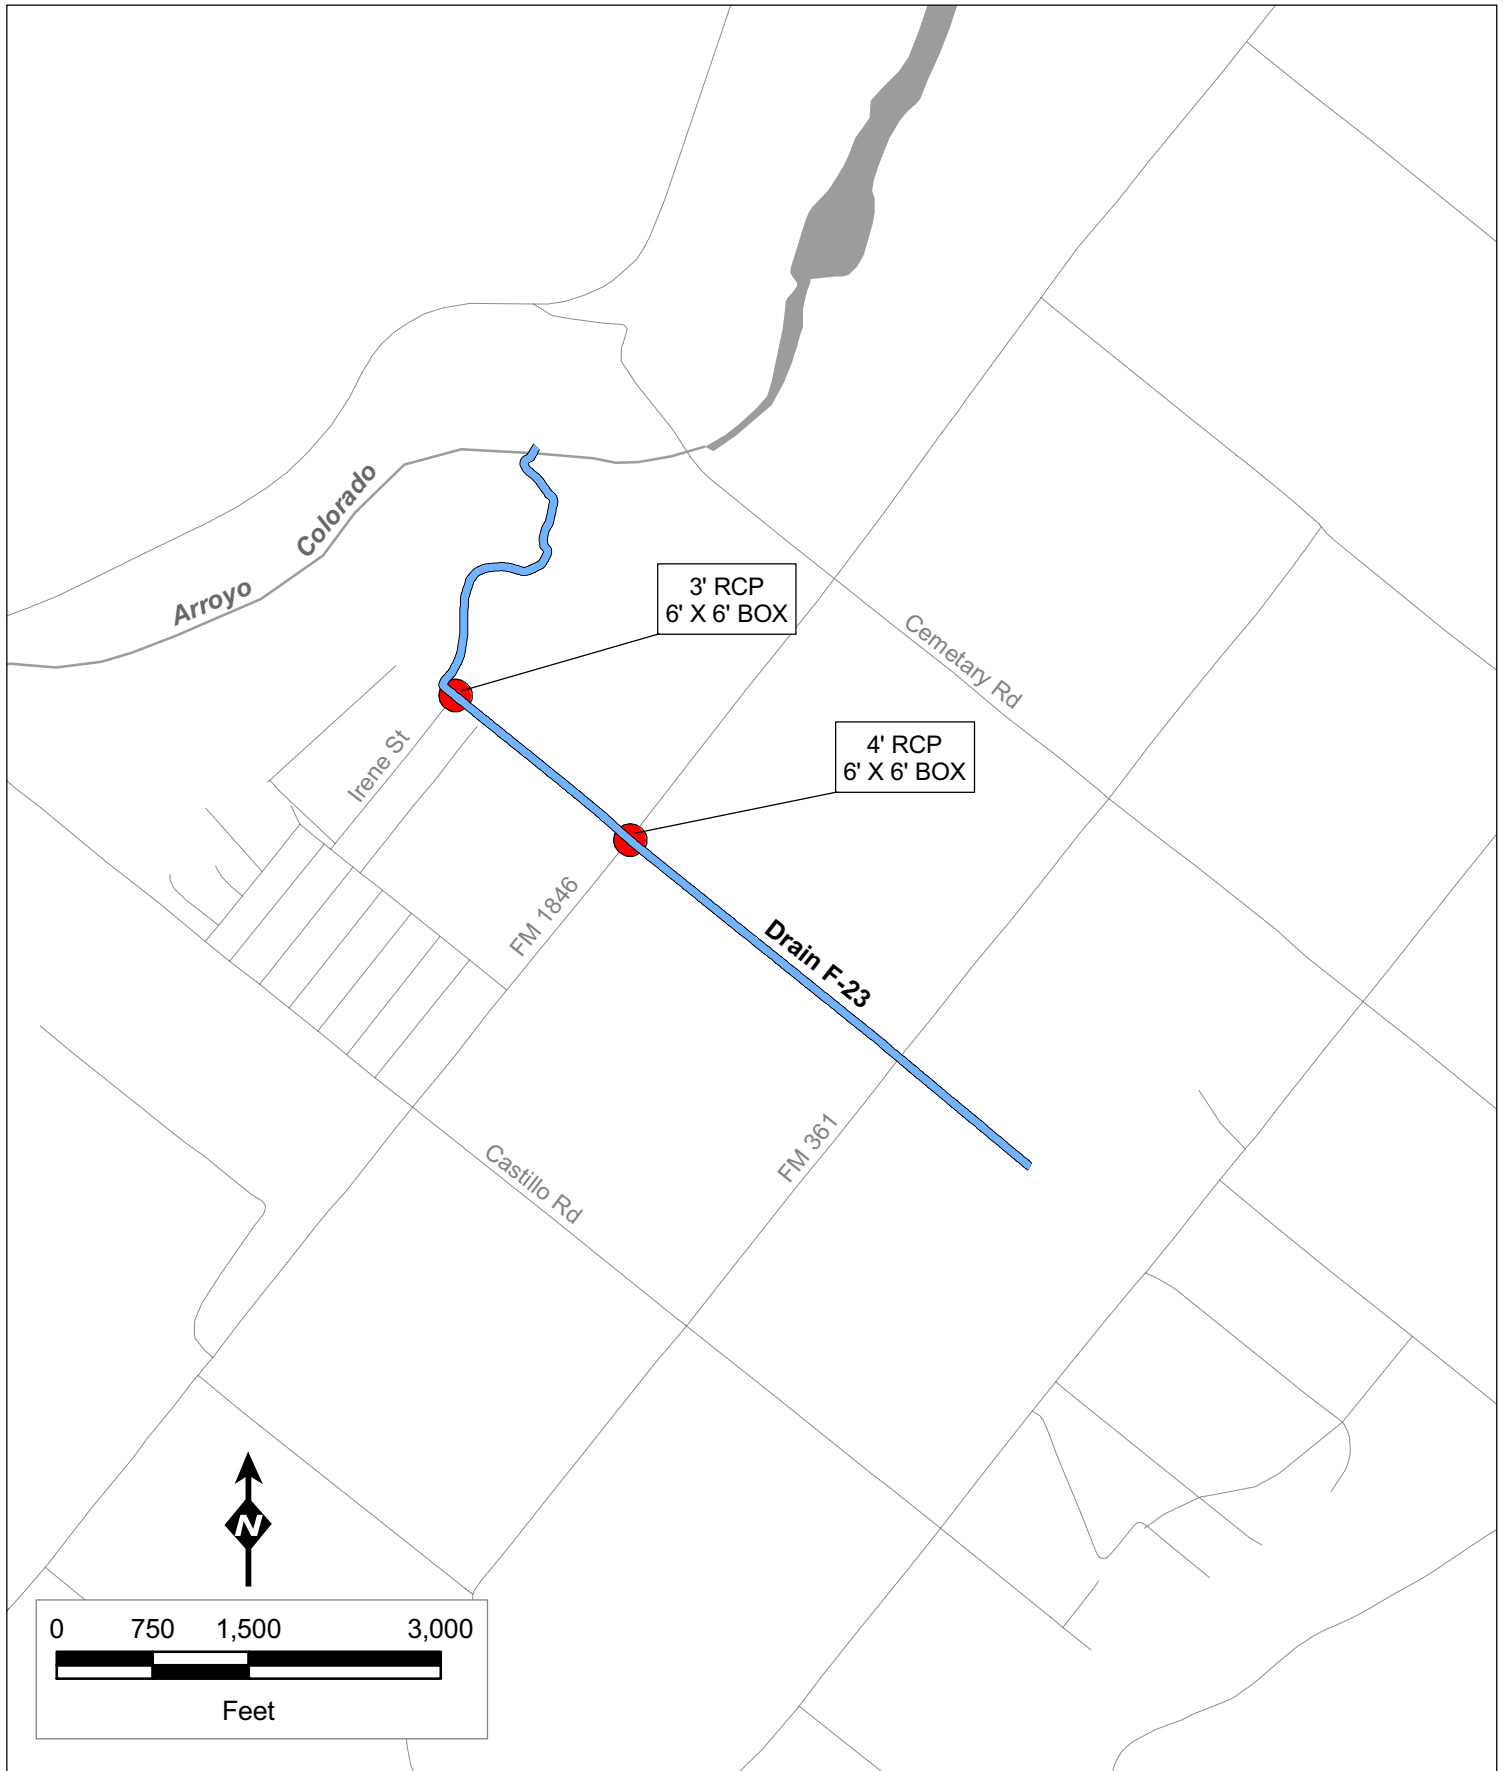 Arroyo Colorado
3' RCP
6' X 6' BOX
Cemetary Rd
Irene St
4' RCP
6' X 6' BOX
FM 1846
Drain F-23
FM 361
Castillo Rd
N
0 750 1,500 3,000
Feet